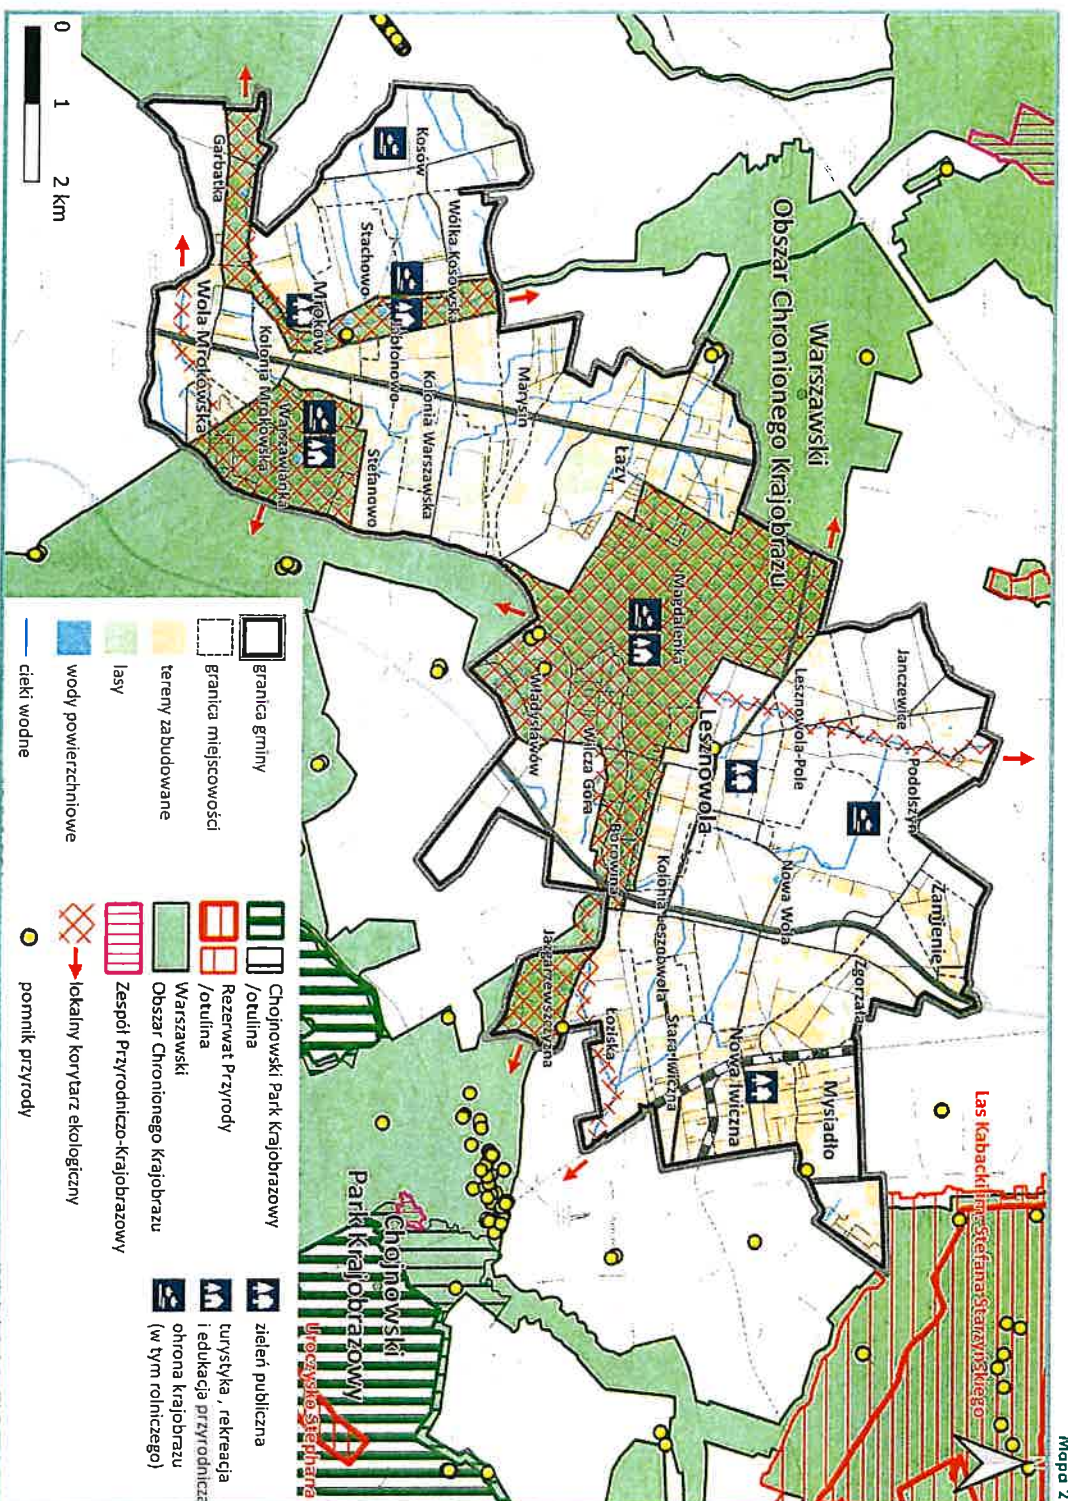 Mapa 2
Las Kabacki im. Stefana Starzyńskiego
Warszawski
Obszar Chronionego Krajobrazu
Janczewice
Podolszyn
Zamienie
Lesznowola-Pole
Nowa Wola
Zgorzała
Mysiadło
Nowa Iwiczna
Stara Iwiczna
Kolonia Lesznowola
Łoziska
Lesznowola
Magdalenka
Wilcza Góra
Borowina
Władysławów
Jazgarzewszczyzna
Łazy
Marysin
Kolonia Warszawska
Stefanowo
Kosów
Wólka Kosowska
Stachowo
Jabłonowo
Mroków
Garbatka
Wola Mrokowska
Kolonia Mrokowska
Warszawianka
Chojnowski
Park Krajobrazowy
Uroczysko Stephana
granica gminy
granica miejscowości
tereny zabudowane
lasy
wody powierzchniowe
cieki wodne
Chojnowski Park Krajobrazowy
/otulina
Rezerwat Przyrody
/otulina
Warszawski
Obszar Chronionego Krajobrazu
Zespół Przyrodniczo-Krajobrazowy
lokalny korytarz ekologiczny
pomnik przyrody
zieleń publiczna
turystyka , rekreacja
i edukacja przyrodnicza
ohrona krajobrazu
(w tym rolniczego)
0 1 2 km